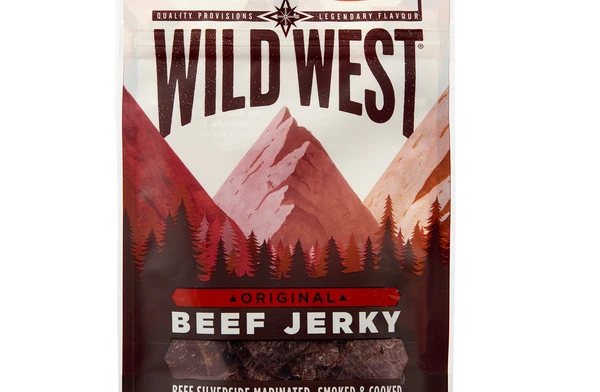 QUALITY PROVISIONS LEGENDARY FLAVOUR
WILD WEST®
ORIGINAL
BEEF JERKY
BEEF SILVERSIDE MARINATED, SMOKED & COOKED